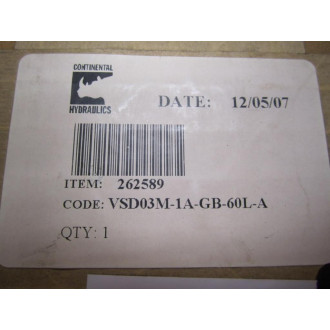 CONTINENTAL
HYDRAULICS
DATE: 12/05/07
ITEM: 262589
CODE: VSD03M-1A-GB-60L-A
QTY: 1